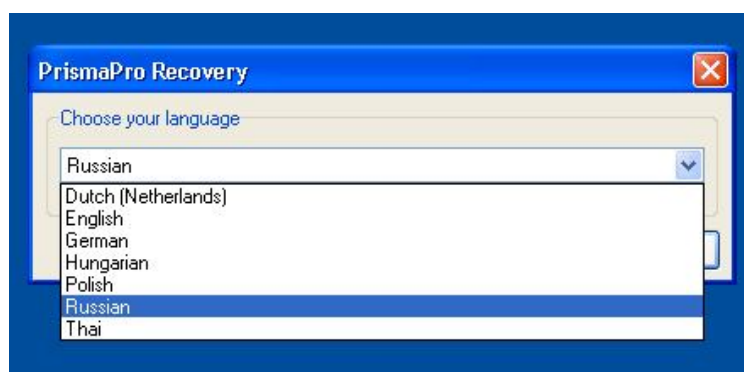 PrismaPro Recovery
Choose your language
Russian
Dutch (Netherlands)
English
German
Hungarian
Polish
Russian
Thai